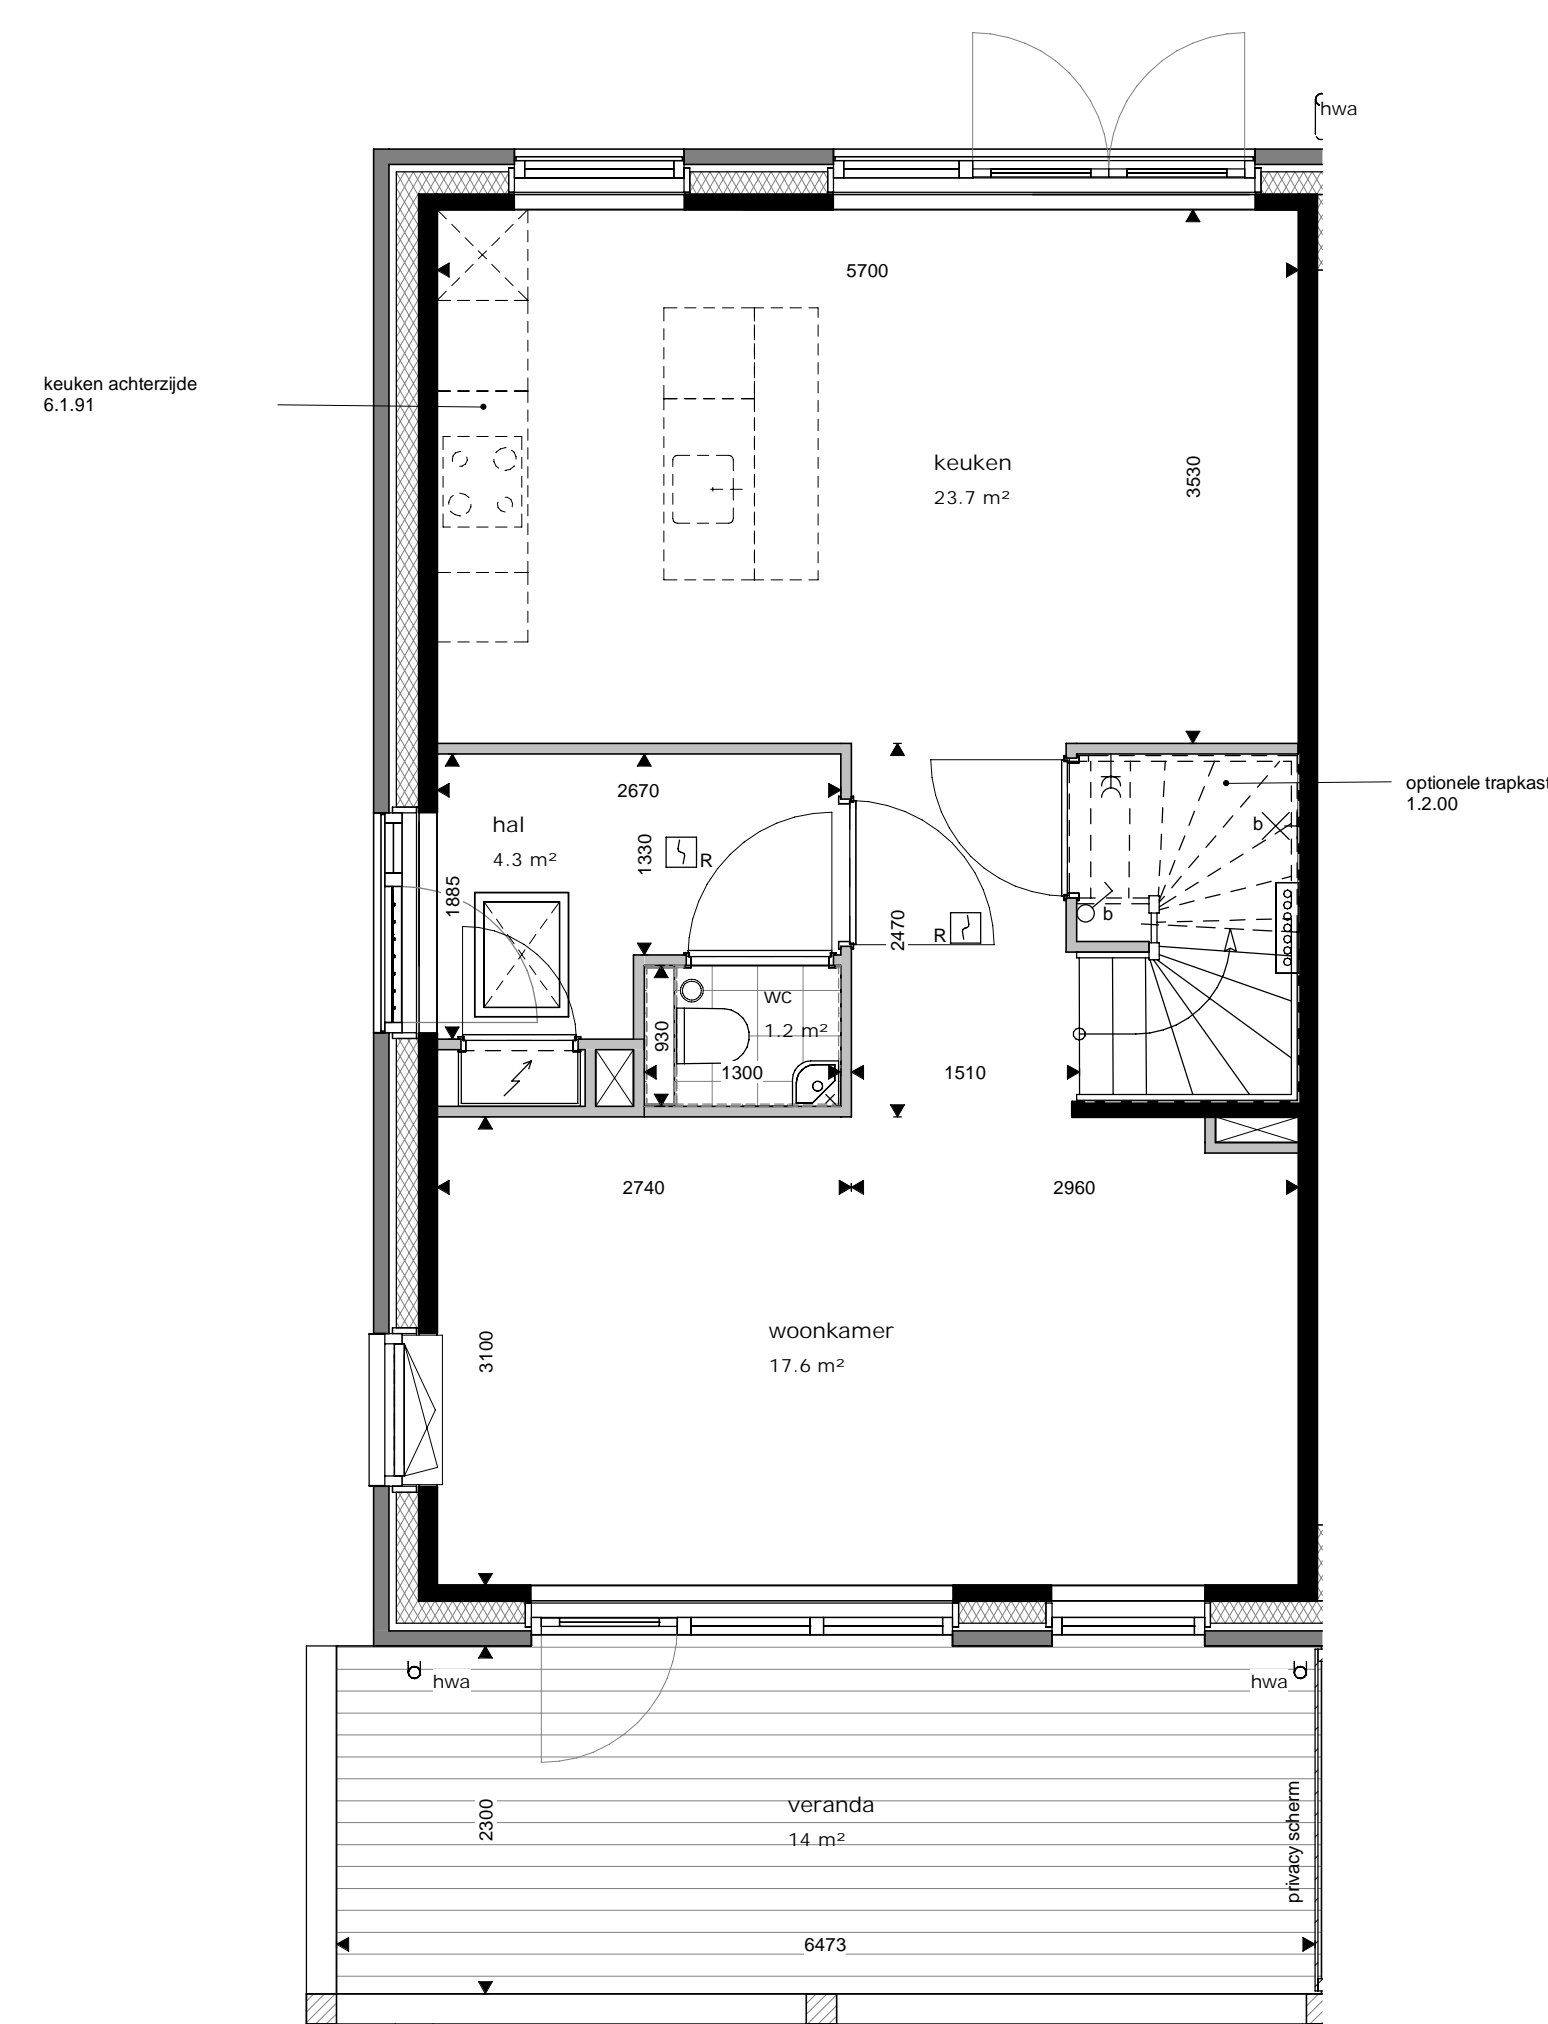 hwa
5700
keuken achterzijde
6.1.91
keuken
23.7 m²
3530
2670
optionele trapkast
1.2.00
hal
4.3 m²
1330
R
b
1885
b
2470
R
wc
1.2 m²
930
1300
1510
2740
2960
woonkamer
17.6 m²
3100
hwa
hwa
veranda
14 m²
2300
privacy scherm
6473